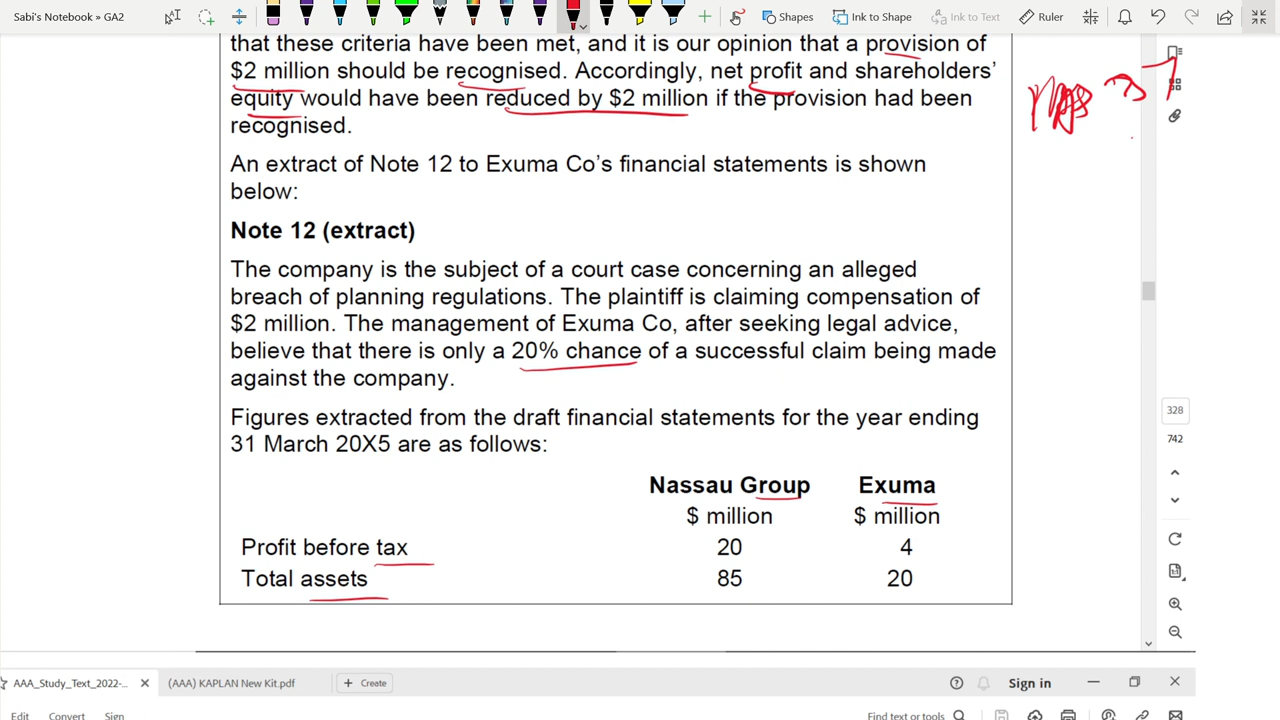 Sabi's Notebook » GA2
Shapes
Ink to Shape
Ink to Text
Ruler
that these criteria have been met, and it is our opinion that a provision of
$2 million should be recognised. Accordingly, net profit and shareholders'
equity would have been reduced by $2 million if the provision had been
recognised.
An extract of Note 12 to Exuma Co's financial statements is shown
below:
Note 12 (extract)
The company is the subject of a court case concerning an alleged
breach of planning regulations. The plaintiff is claiming compensation of
$2 million. The management of Exuma Co, after seeking legal advice,
believe that there is only a 20% chance of a successful claim being made
against the company.
Figures extracted from the draft financial statements for the year ending
31 March 20X5 are as follows:
Nassau Group Exuma
$ million $ million
Profit before tax 20 4
Total assets 85 20
328
742
AAA_Study_Text_2022-...
(AAA) KAPLAN New Kit.pdf
Create
Sign in
Edit Convert Sign
Find text or tools